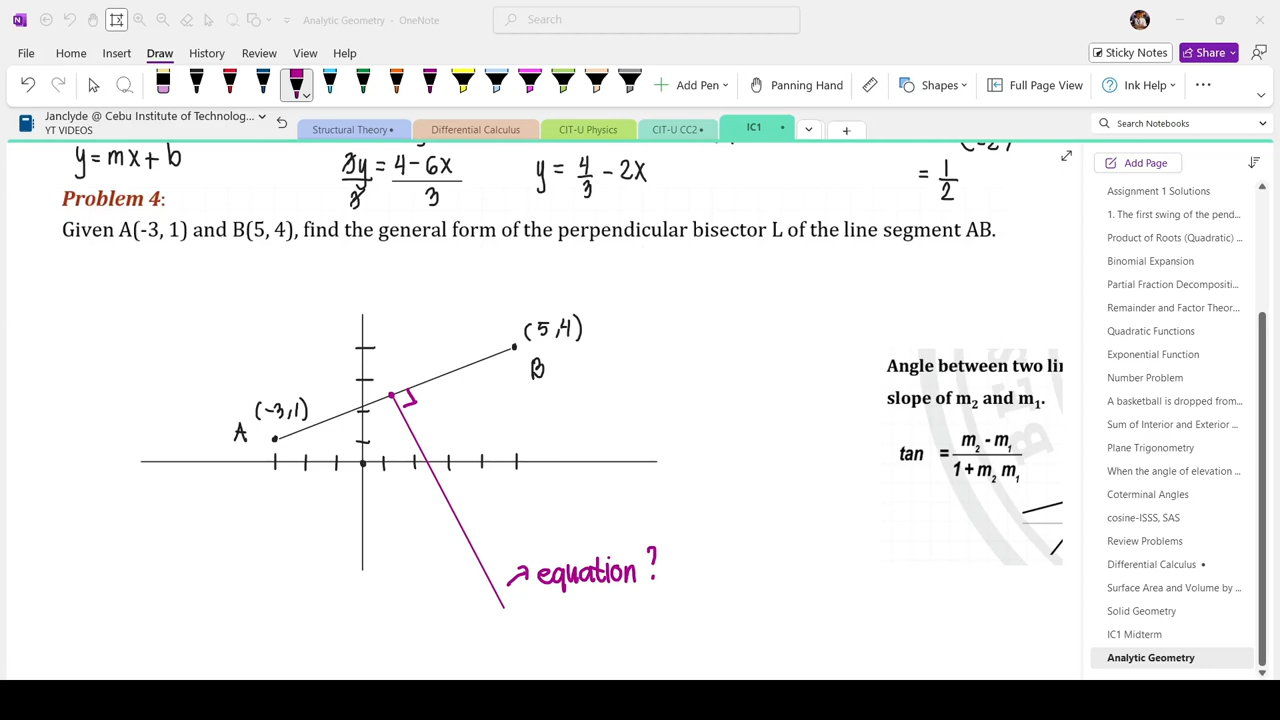 Analytic Geometry - OneNote
Search
File Home Insert Draw History Review View Help
Sticky Notes
Share
Add Pen
Panning Hand
Shapes
Full Page View
Ink Help
Janclyde @ Cebu Institute of Technolog...
YT VIDEOS
Structural Theory
Differential Calculus
CIT-U Physics
CIT-U CC2
IC1
Search Notebooks
y = mx + b
3y = 4 - 6x
3 3
y = 4/3 - 2x
= 1/2
Problem 4:
Given A(-3, 1) and B(5, 4), find the general form of the perpendicular bisector L of the line segment AB.
(5,4)
B
(-3,1)
A
equation ?
Angle between two
slope of m2 and m1.
tan = m2 - m1
1 + m2 m1
Add Page
Assignment 1 Solutions
1. The first swing of the pend...
Product of Roots (Quadratic) ...
Binomial Expansion
Partial Fraction Decompositi...
Remainder and Factor Theor...
Quadratic Functions
Exponential Function
Number Problem
A basketball is dropped from...
Sum of Interior and Exterior ...
Plane Trigonometry
When the angle of elevation ...
Coterminal Angles
cosine-ISSS, SAS
Review Problems
Differential Calculus
Surface Area and Volume by ...
Solid Geometry
IC1 Midterm
Analytic Geometry